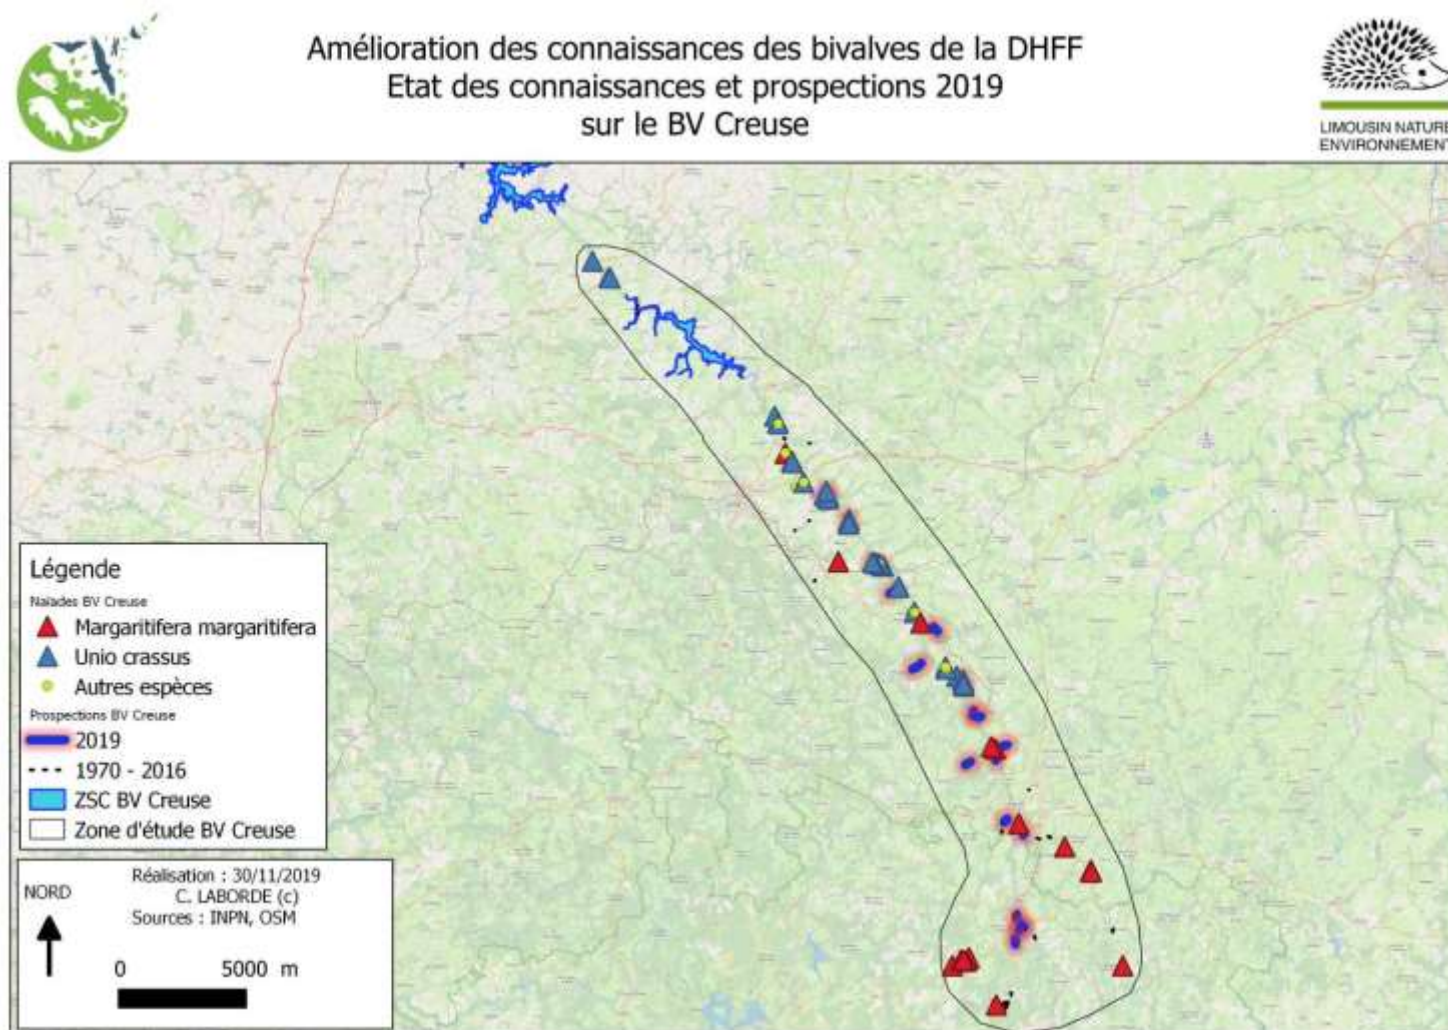 Amélioration des connaissances des bivalves de la DHFF
Etat des connaissances et prospections 2019
sur le BV Creuse
LIMOUSIN NATURE
ENVIRONNEMENT
Légende
Naïades BV Creuse
Margaritifera margaritifera
Unio crassus
Autres espèces
Prospections BV Creuse
2019
1970 - 2016
ZSC BV Creuse
Zone d'étude BV Creuse
NORD
Réalisation : 30/11/2019
C. LABORDE (c)
Sources : INPN, OSM
0 5000 m